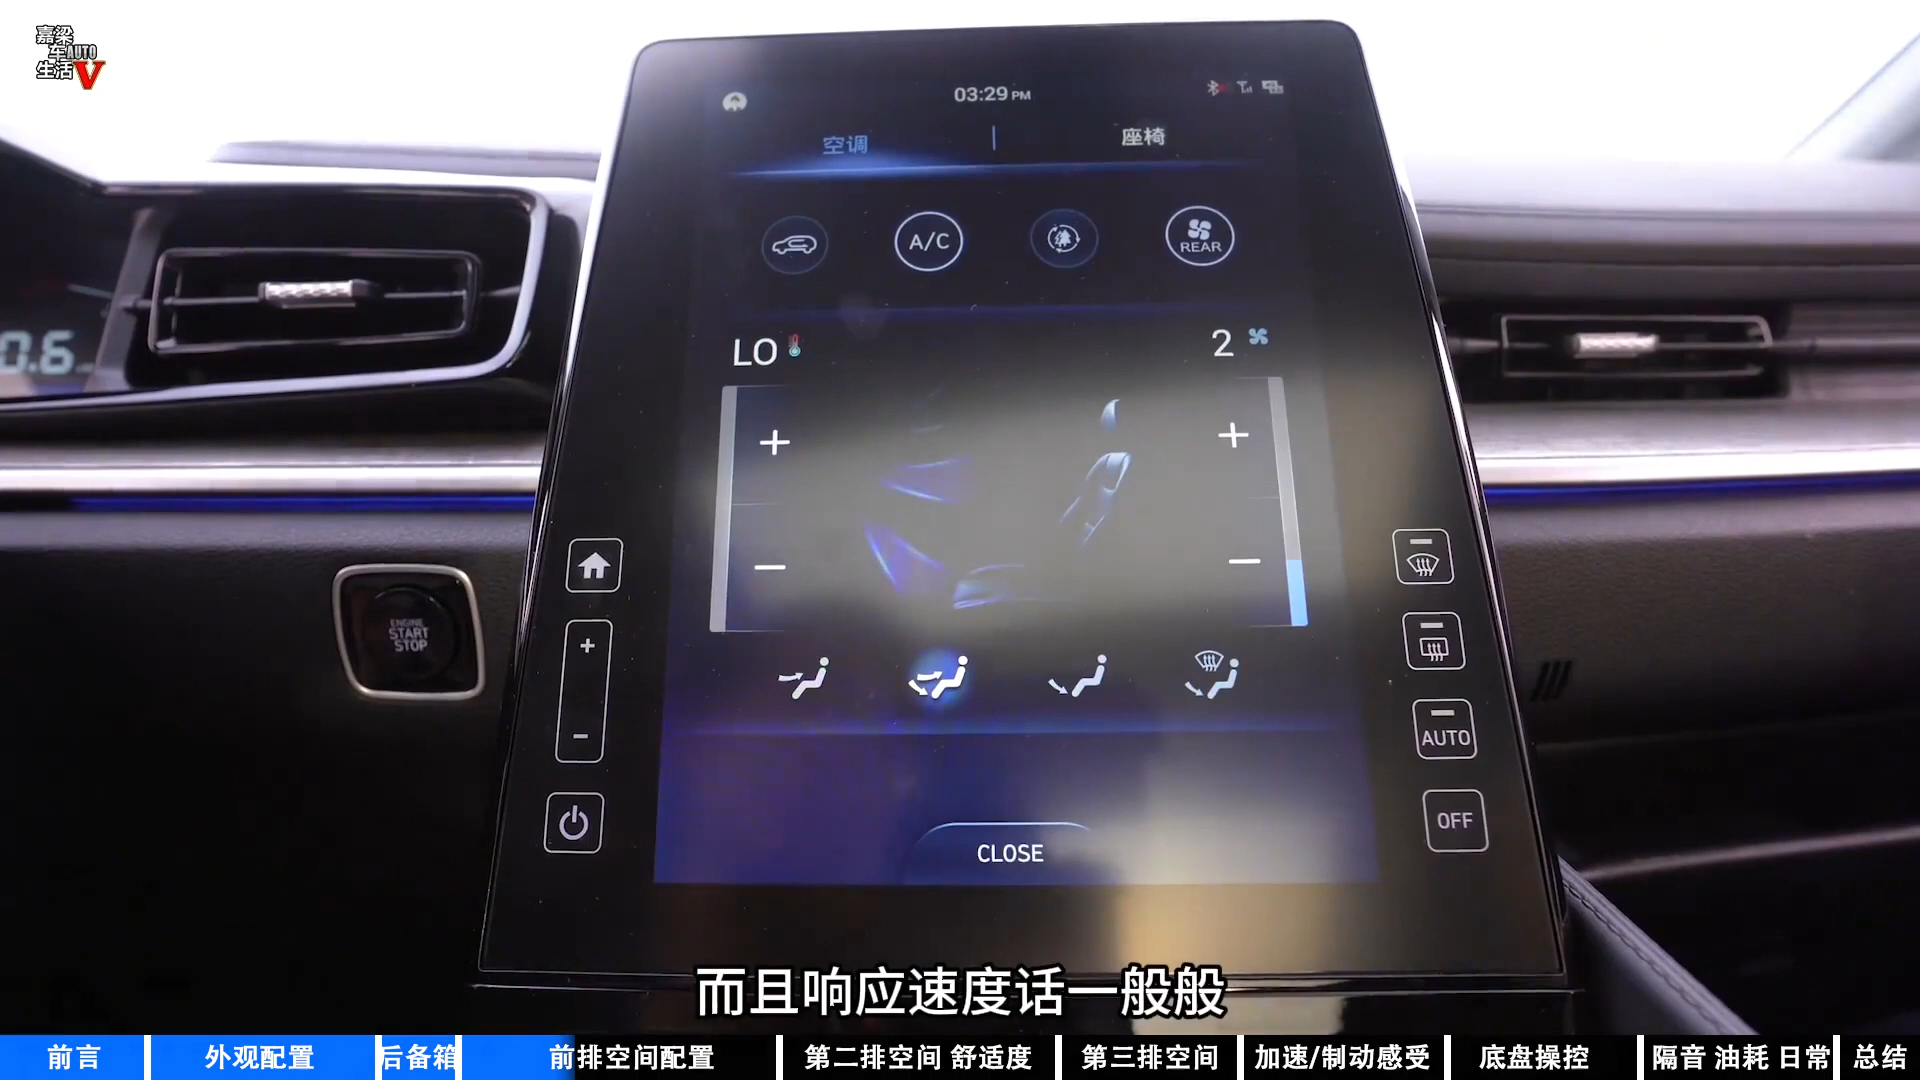 嘉梁
车AUTO
生活V
03:29 PM
空调
座椅
A/C
REAR
LO
2
0.6
+
+
−
−
ENGINE
START
STOP
+
−
AUTO
OFF
CLOSE
而且响应速度话一般般
前言
外观配置
后备箱
前排空间配置
第二排空间 舒适度
第三排空间
加速/制动感受
底盘操控
隔音 油耗 日常
总结